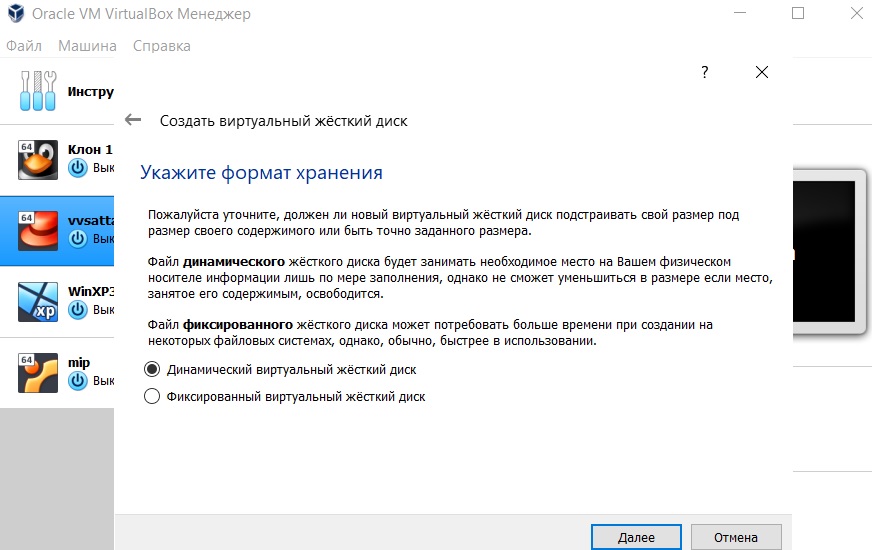 Oracle VM VirtualBox Менеджер
Файл Машина Справка
?
Инстру
Создать виртуальный жёсткий диск
64
Клон 1
Вык
Укажите формат хранения
64
vvsatta
Вык
Пожалуйста уточните, должен ли новый виртуальный жёсткий диск подстраивать свой размер под
размер своего содержимого или быть точно заданного размера.
Файл динамического жёсткого диска будет занимать необходимое место на Вашем физическом
носителе информации лишь по мере заполнения, однако не сможет уменьшиться в размере если место,
занятое его содержимым, освободится.
xp
WinXP3
Вык
Файл фиксированного жёсткого диска может потребовать больше времени при создании на
некоторых файловых системах, однако, обычно, быстрее в использовании.
64
mip
Вык
Динамический виртуальный жёсткий диск
Фиксированный виртуальный жёсткий диск
Далее Отмена